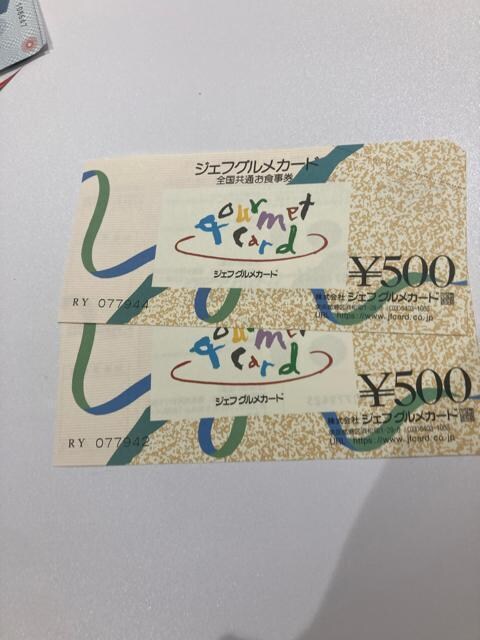 108667
ジェフグルメカード
全国共通お食事券
gourmet
card
ジェフグルメカード
¥500
RY 077944
株式会社 ジェフグルメカード
URL https://www.jfcard.co.jp
gourmet
card
ジェフグルメカード
¥500
RY 077942
株式会社 ジェフグルメカード
URL https://www.jfcard.co.jp